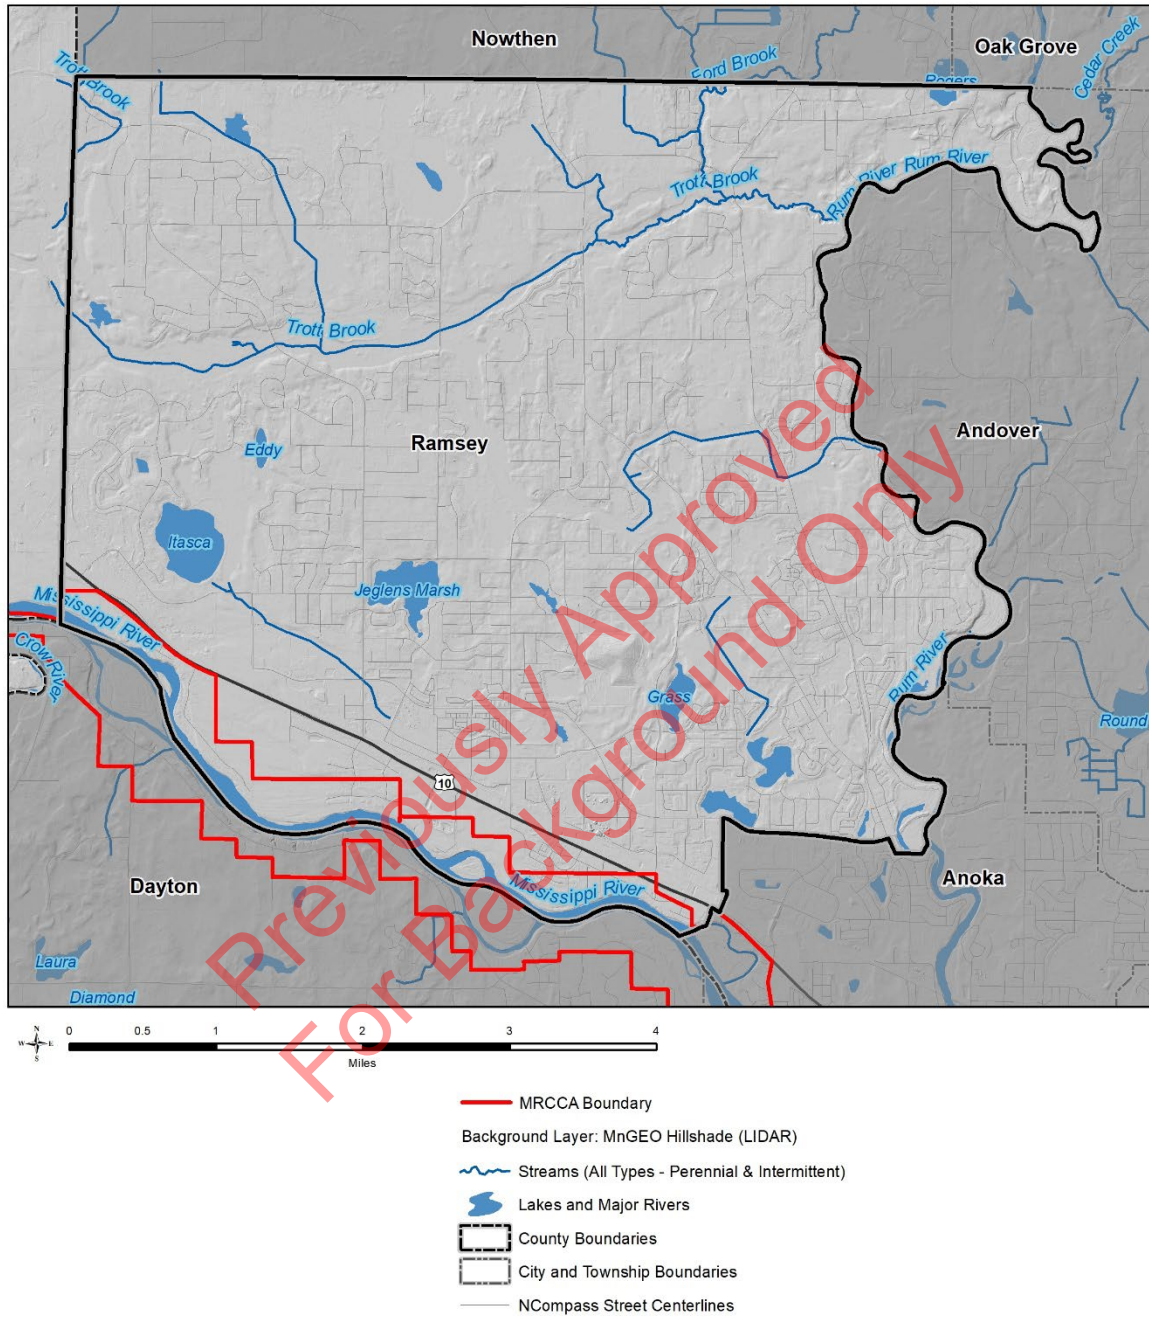 Nowthen
Oak Grove
Cedar Creek
Trott Brook
Ford Brook
Rogers
Trott Brook
Rum River Rum River
Trott Brook
Ramsey
Andover
Eddy
Itasca
Jeglens Marsh
Mississippi River
Crow River
Rum River
Grass
Round
10
Dayton
Mississippi River
Anoka
Laura
Diamond
Previously Approved
For Background Only
N
W E
S
0 0.5 1 2 3 4
Miles
MRCCA Boundary
Background Layer: MnGEO Hillshade (LIDAR)
Streams (All Types - Perennial & Intermittent)
Lakes and Major Rivers
County Boundaries
City and Township Boundaries
NCompass Street Centerlines